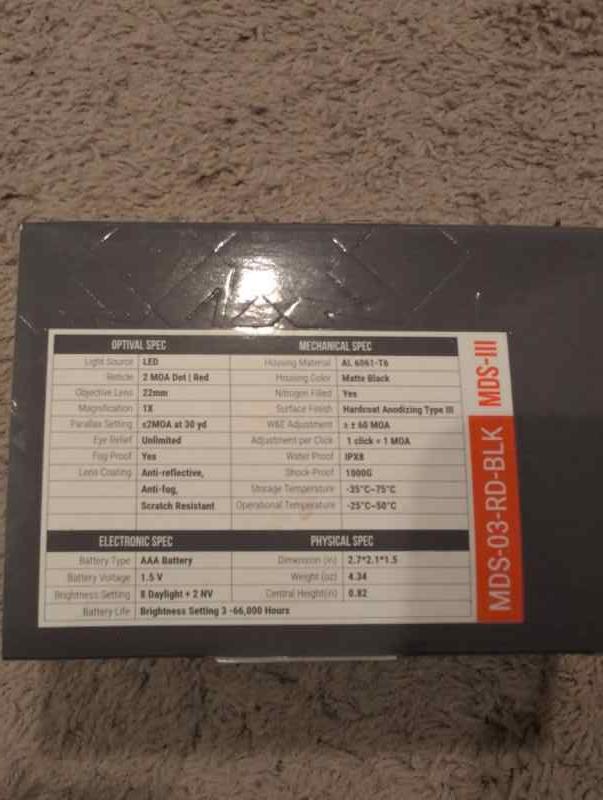 OPTIVAL SPEC MECHANICAL SPEC
Light Source LED Housing Material AL 6061-T6
Reticle 2 MOA Dot | Red Housing Color Matte Black
Objective Lens 22mm Nitrogen Filled Yes
Magnification 1X Surface Finish Hardcoat Anodizing Type III
Parallax Setting ≤2MOA at 30 yd W&E Adjustment ≥ ± 60 MOA
Eye Relief Unlimited Adjustment per Click 1 click = 1 MOA
Fog Proof Yes Water Proof IPX8
Lens Coating Anti-reflective, Shock-Proof 1000G
Anti-fog, Storage Temperature -35°C~75°C
Scratch Resistant Operational Temperature -25°C~50°C
ELECTRONIC SPEC PHYSICAL SPEC
Battery Type AAA Battery Dimension (in) 2.7*2.1*1.5
Battery Voltage 1.5 V Weight (oz) 4.34
Brightness Setting 8 Daylight + 2 NV Central Height(in) 0.82
Battery Life Brightness Setting 3 -66,000 Hours
MDS-III
MDS-03-RD-BLK